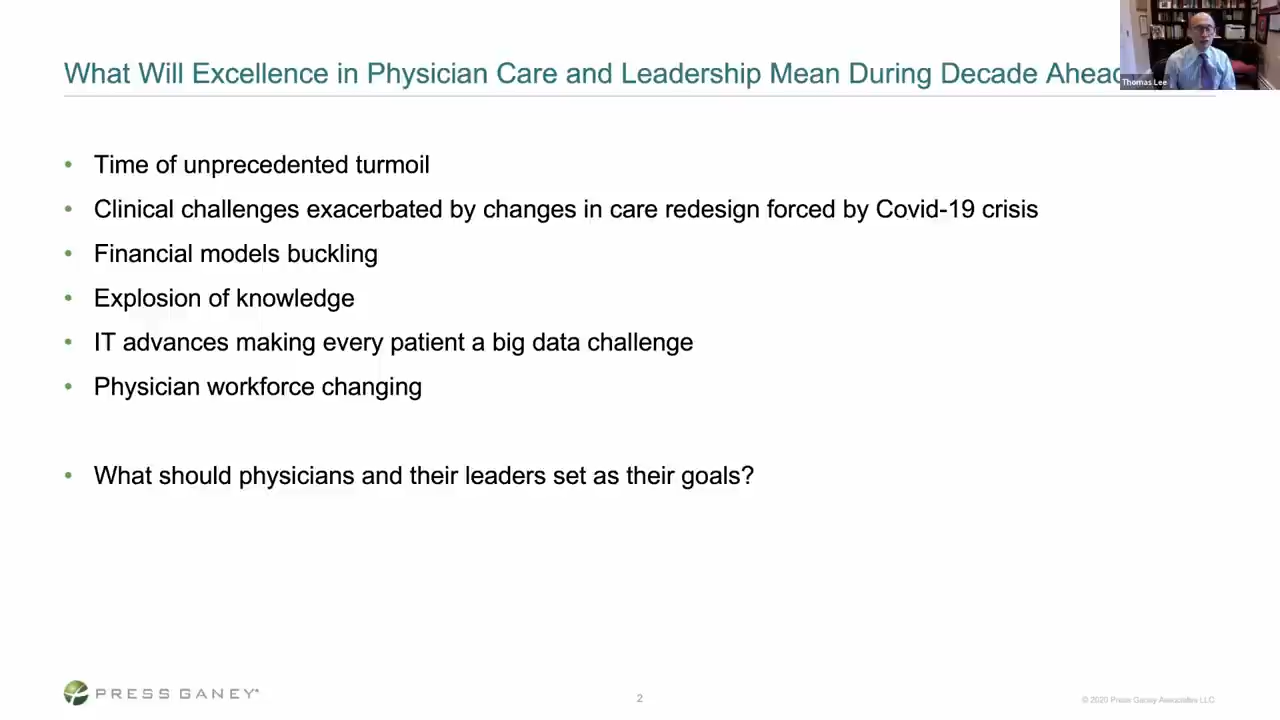 What Will Excellence in Physician Care and Leadership Mean During Decade Ahead
Thomas Lee
• Time of unprecedented turmoil
• Clinical challenges exacerbated by changes in care redesign forced by Covid-19 crisis
• Financial models buckling
• Explosion of knowledge
• IT advances making every patient a big data challenge
• Physician workforce changing
• What should physicians and their leaders set as their goals?
PRESS GANEY
2
© 2020 Press Ganey Associates LLC